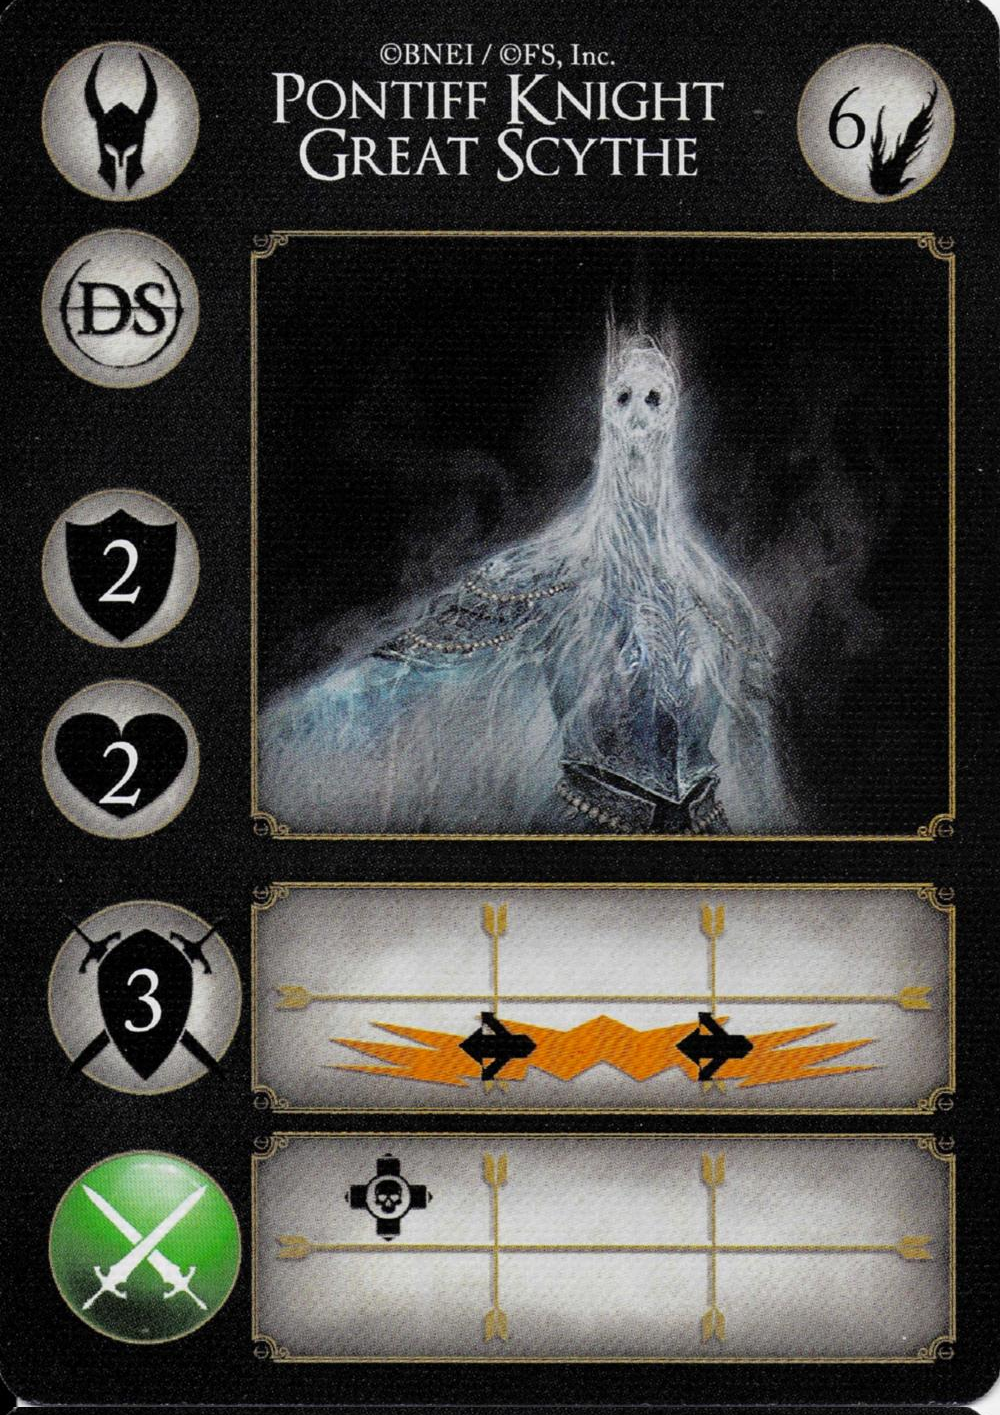 ©BNEI / ©FS, Inc.
PONTIFF KNIGHT
GREAT SCYTHE
6
DS
2
2
3